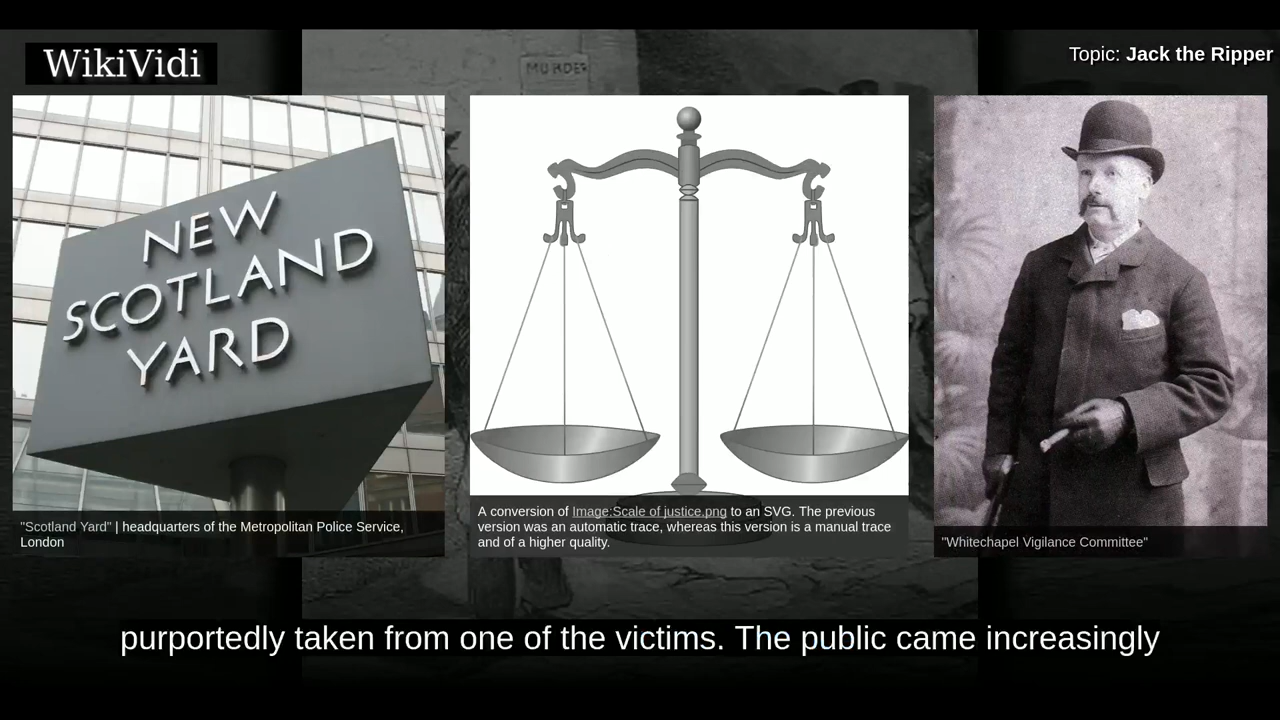 WikiVidi
Topic: Jack the Ripper
MURDER
NEW
SCOTLAND
YARD
"Scotland Yard" | headquarters of the Metropolitan Police Service,
London
A conversion of Image:Scale of justice.png to an SVG. The previous
version was an automatic trace, whereas this version is a manual trace
and of a higher quality.
"Whitechapel Vigilance Committee"
purportedly taken from one of the victims. The public came increasingly